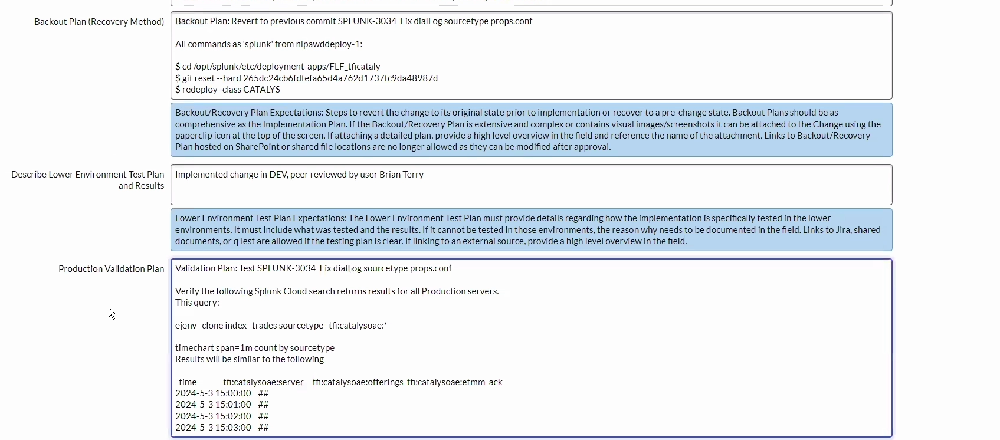 Backout Plan (Recovery Method)
Backout Plan: Revert to previous commit SPLUNK-3034  Fix dialLog sourcetype props.conf
All commands as 'splunk' from nlpawddeploy-1:
$ cd /opt/splunk/etc/deployment-apps/FLF_tficataly
$ git reset --hard 265dc24cb6fdfefa65d4a762d1737fc9da48987d
$ redeploy -class CATALYS
Backout/Recovery Plan Expectations: Steps to revert the change to its original state prior to implementation or recover to a pre-change state. Backout Plans should be as
comprehensive as the Implementation Plan. If the Backout/Recovery Plan is extensive and complex or contains visual images/screenshots it can be attached to the Change using the
paperclip icon at the top of the screen. If attaching a detailed plan, provide a high level overview in the field and reference the name of the attachment. Links to Backout/Recovery
Plan hosted on SharePoint or shared file locations are no longer allowed as they can be modified after approval.
Describe Lower Environment Test Plan
and Results
Implemented change in DEV, peer reviewed by user Brian Terry
Lower Environment Test Plan Expectations: The Lower Environment Test Plan must provide details regarding how the implementation is specifically tested in the lower
environments. It must include what was tested and the results. If it cannot be tested in those environments, the reason why needs to be documented in the field. Links to Jira, shared
documents, or qTest are allowed if the testing plan is clear. If linking to an external source, provide a high level overview in the field.
Production Validation Plan
Validation Plan: Test SPLUNK-3034  Fix dialLog sourcetype props.conf
Verify the following Splunk Cloud search returns results for all Production servers.
This query:
ejenv=clone index=trades sourcetype=tfi:catalysoae:*
timechart span=1m count by sourcetype
Results will be similar to the following
_time tfi:catalysoae:server tfi:catalysoae:offerings tfi:catalysoae:etmm_ack
2024-5-3 15:00:00 ##
2024-5-3 15:01:00 ##
2024-5-3 15:02:00 ##
2024-5-3 15:03:00 ##